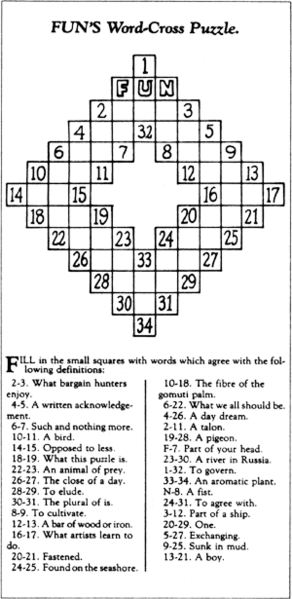 FUN'S Word-Cross Puzzle.
1
F U N
2 3
4 32 5
6 7 8 9
10 11 12 13
14 15 16 17
18 19 20 21
22 23 24 25
26 33 27
28 29
30 31
34
FILL in the small squares with words which agree with the fol-
lowing definitions:
2-3. What bargain hunters
enjoy.
4-5. A written acknowledge-
ment.
6-7. Such and nothing more.
10-11. A bird.
14-15. Opposed to less.
18-19. What this puzzle is.
22-23. An animal of prey.
26-27. The close of a day.
28-29. To elude.
30-31. The plural of is.
8-9. To cultivate.
12-13. A bar of wood or iron.
16-17. What artists learn to
do.
20-21. Fastened.
24-25. Found on the seashore.
10-18. The fibre of the
gomuti palm.
6-22. What we all should be.
4-26. A day dream.
2-11. A talon.
19-28. A pigeon.
F-7. Part of your head.
23-30. A river in Russia.
1-32. To govern.
33-34. An aromatic plant.
N-8. A fist.
24-31. To agree with.
3-12. Part of a ship.
20-29. One.
5-27. Exchanging.
9-25. Sunk in mud.
13-21. A boy.